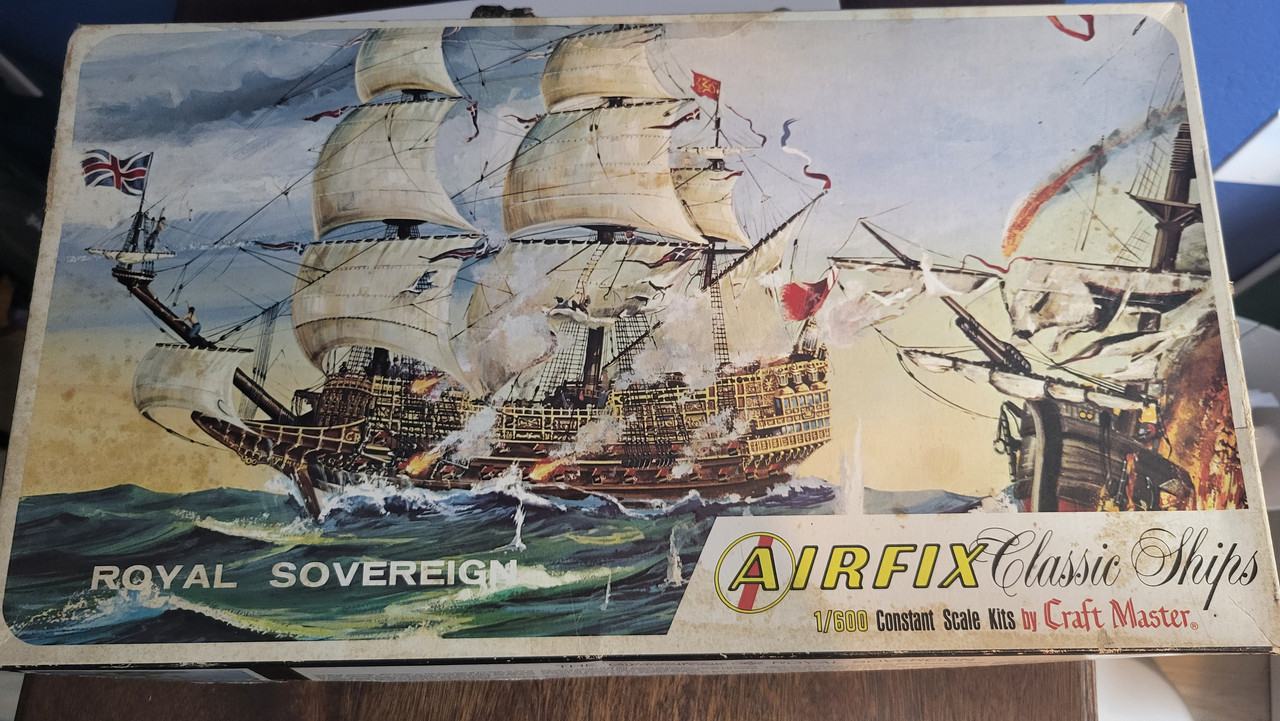 ROYAL SOVEREIGN
AIRFIX Classic Ships
1/600 Constant Scale Kits by Craft Master®